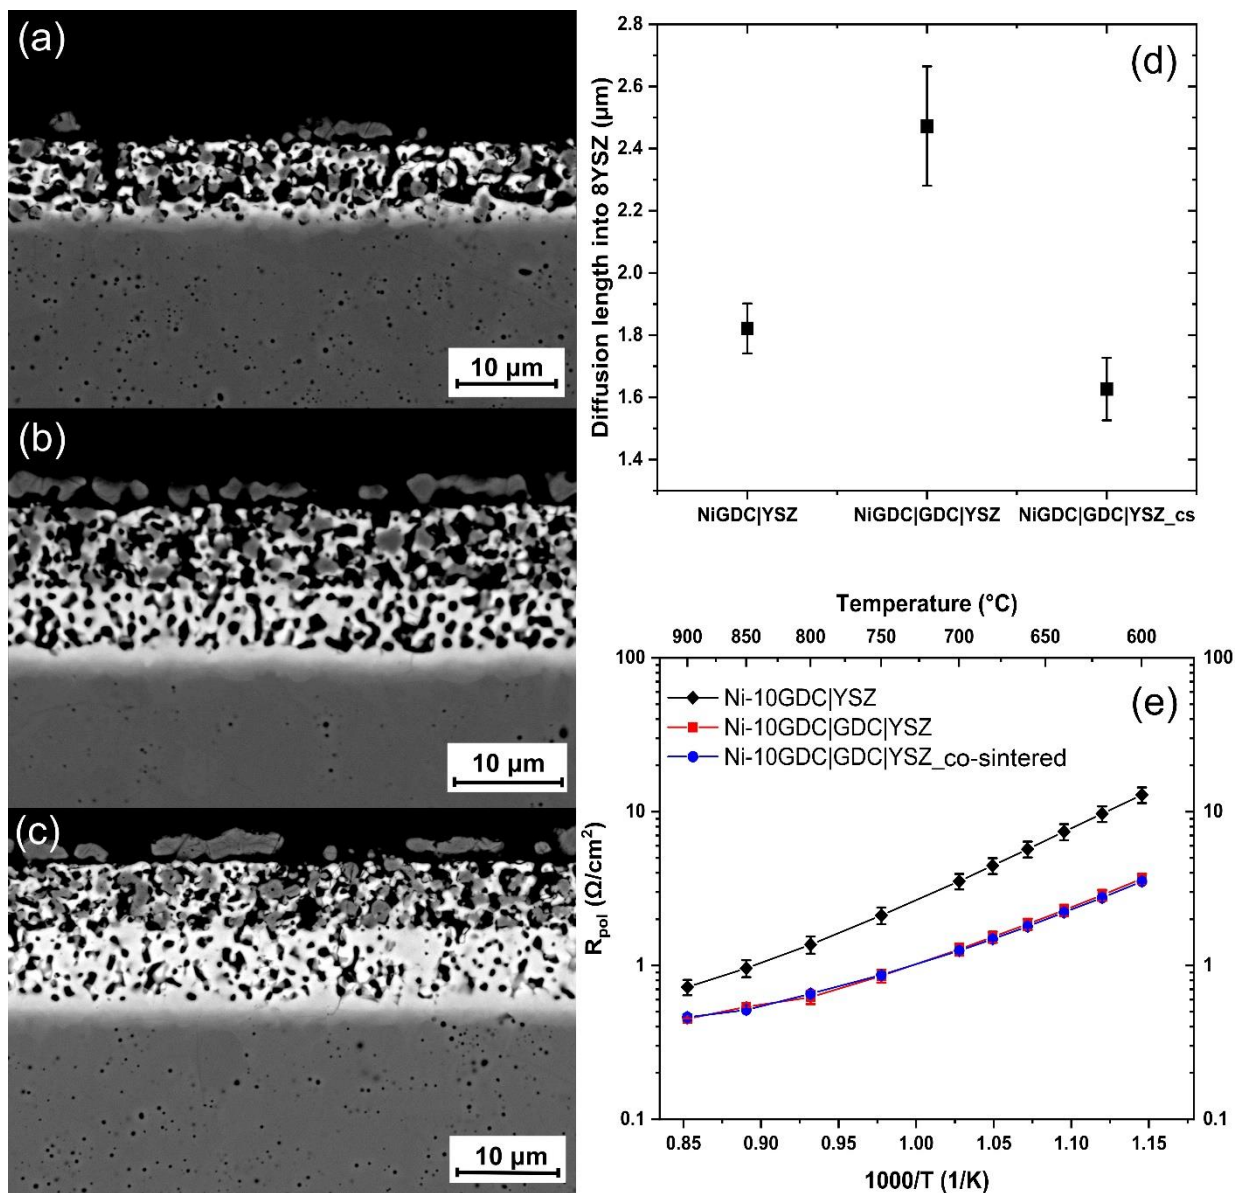 (a)
10 µm
(b)
10 µm
(c)
10 µm
(d)
Diffusion length into 8YSZ (µm)
2.8
2.6
2.4
2.2
2.0
1.8
1.6
1.4
NiGDC|YSZ NiGDC|GDC|YSZ NiGDC|GDC|YSZ_cs
Temperature (°C)
900 850 800 750 700 650 600
(e)
Ni-10GDC|YSZ
Ni-10GDC|GDC|YSZ
Ni-10GDC|GDC|YSZ_co-sintered
Rpol (Ω/cm²)
100 100
10 10
1 1
0.1 0.1
0.85 0.90 0.95 1.00 1.05 1.10 1.15
1000/T (1/K)